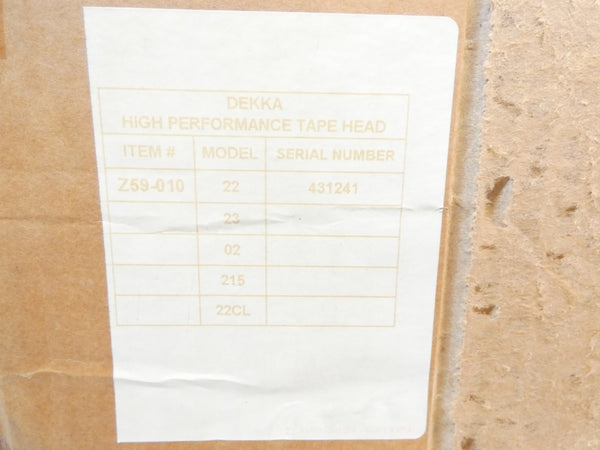 DEKKA
HIGH PERFORMANCE TAPE HEAD
ITEM # MODEL SERIAL NUMBER
Z59-010 22 431241
23
02
215
22CL